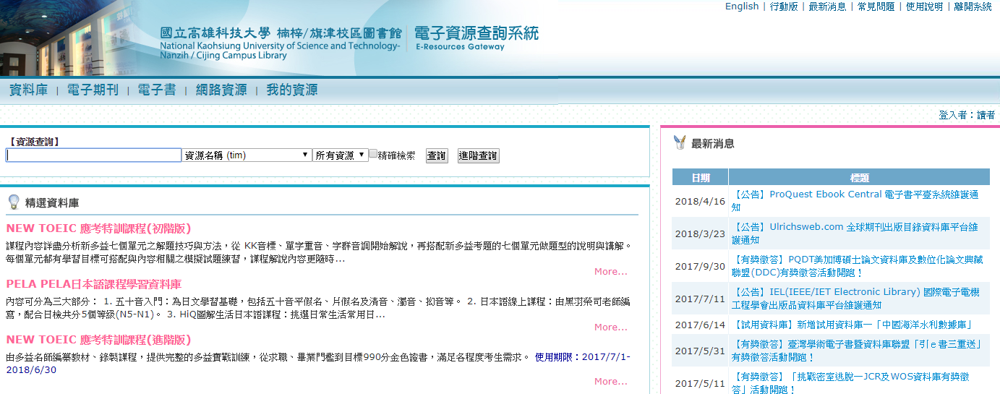 English | 行動版 | 最新消息 | 常見問題 | 使用說明 | 離開系統
國立高雄科技大學 楠梓/旗津校區圖書館
National Kaohsiung University of Science and Technology-
Nanzih / Cijing Campus Library
電子資源查詢系統
E-Resources Gateway
資料庫 | 電子期刊 | 電子書 | 網路資源 | 我的資源
登入者：讀者
【資源查詢】
資源名稱 (tim) 所有資源 精確檢索 查詢 進階查詢
精選資料庫
NEW TOEIC 應考特訓課程(初階版)
課程內容詳盡分析新多益七個單元之解題技巧與方法，從 KK音標、單字重音、字群音調開始解說，再搭配新多益考題的七個單元做題型的說明與講解。
每個單元都有學習目標可搭配與內容相關之模擬試題練習，課程解說內容更隨時...
More...
PELA PELA日本語課程學習資料庫
內容可分為三大部分： 1. 五十音入門：為日文學習基礎，包括五十音平假名、片假名及清音、濁音、拗音等。 2. 日本語線上課程：由黑羽榮司老師編
寫，配合日檢共分5個等級(N5-N1)。 3. HiQ圖解生活日本語課程：挑選日常生活常用日...
More...
NEW TOEIC 應考特訓課程(進階版)
由多益名師編纂教材、錄製課程，提供完整的多益實戰訓練，從求職、畢業門檻到目標990分金色證書，滿足各程度考生需求。 使用期限：2017/7/1-
2018/6/30
More...
最新消息
日期 標題
2018/4/16 【公告】ProQuest Ebook Central 電子書平臺系統維護通
知
2018/3/23 【公告】Ulrichsweb.com 全球期刊出版目錄資料庫平台維
護通知
2017/9/30 【有獎徵答】PQDT美加博碩士論文資料庫及數位化論文典藏
聯盟(DDC)有獎徵答活動開跑！
2017/7/11 【公告】IEL(IEEE/IET Electronic Library) 國際電子電機
工程學會出版品資料庫平台維護通知
2017/6/14 【試用資料庫】新增試用資料庫—「中國海洋水利數據庫」
2017/5/31 【有獎徵答】臺灣學術電子書暨資料庫聯盟「引ｅ書三重送」
有獎徵答活動開跑！
2017/5/11 【有獎徵答】「挑戰密室逃脫—JCR及WOS資料庫有獎徵
答」活動開跑！